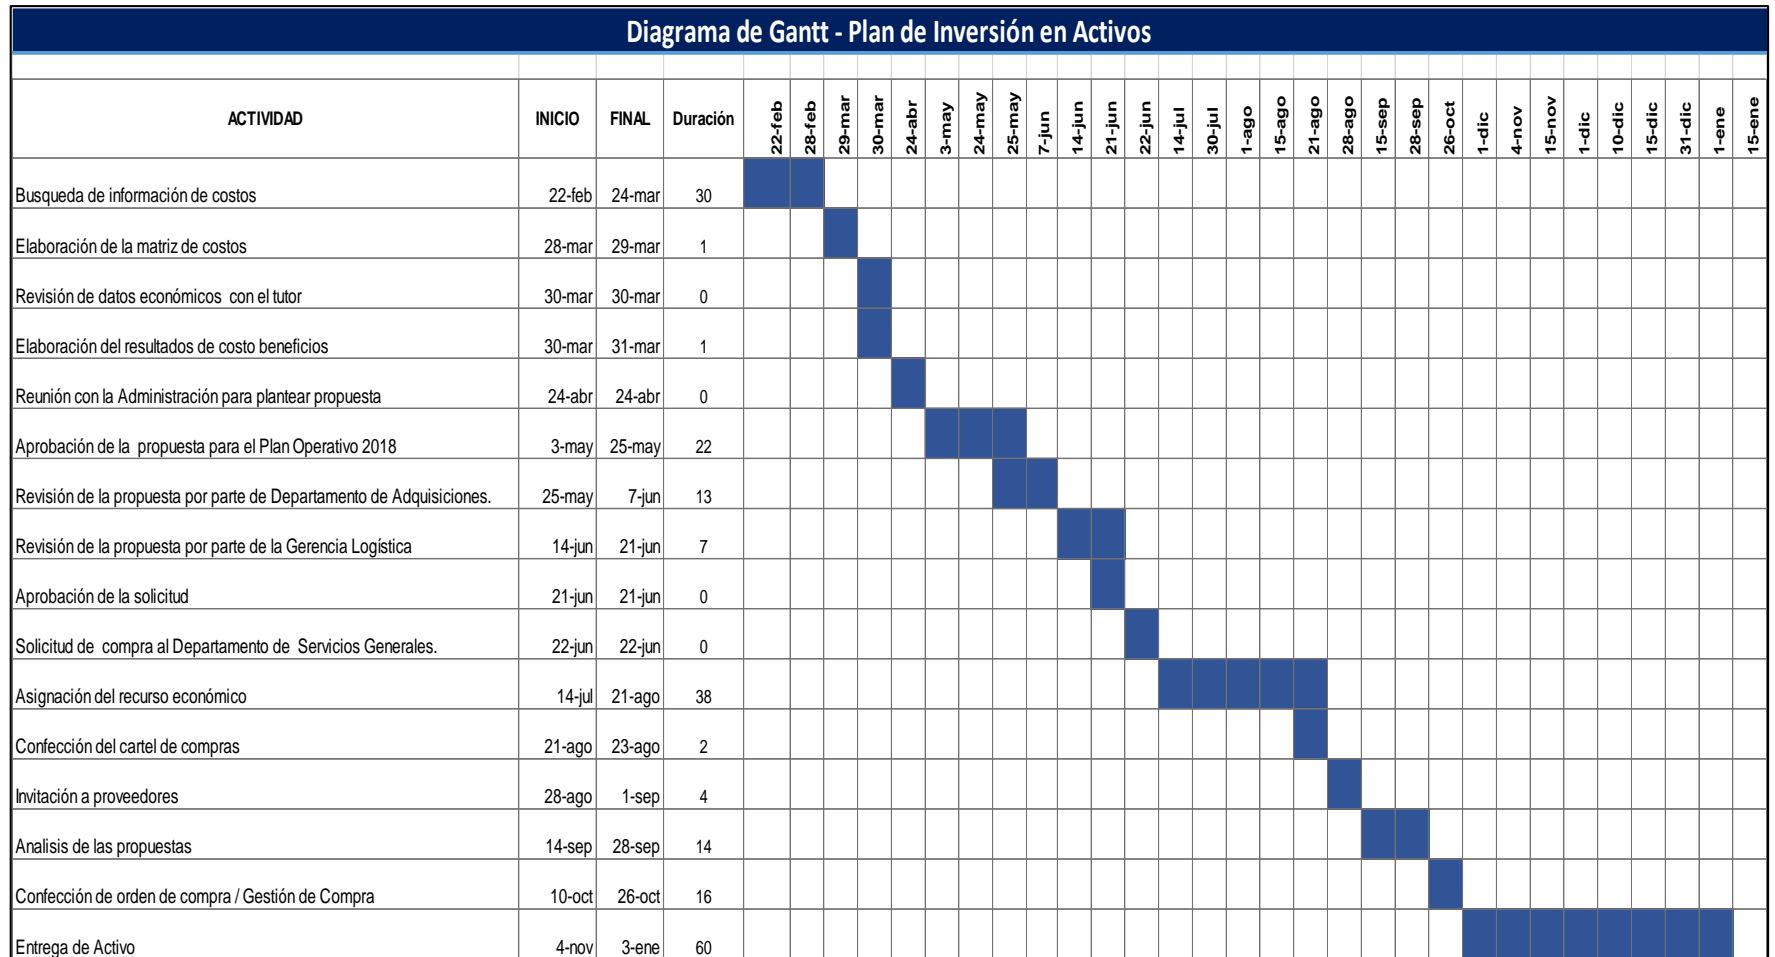 Diagrama de Gantt - Plan de Inversión en Activos
ACTIVIDAD INICIO FINAL Duración 22-feb 28-feb 29-mar 30-mar 24-abr 3-may 24-may 25-may 7-jun 14-jun 21-jun 22-jun 14-jul 30-jul 1-ago 15-ago 21-ago 28-ago 15-sep 28-sep 26-oct 1-dic 4-nov 15-nov 1-dic 10-dic 15-dic 31-dic 1-ene 15-ene
Busqueda de información de costos 22-feb 24-mar 30
Elaboración de la matriz de costos 28-mar 29-mar 1
Revisión de datos económicos con el tutor 30-mar 30-mar 0
Elaboración del resultados de costo beneficios 30-mar 31-mar 1
Reunión con la Administración para plantear propuesta 24-abr 24-abr 0
Aprobación de la propuesta para el Plan Operativo 2018 3-may 25-may 22
Revisión de la propuesta por parte de Departamento de Adquisiciones. 25-may 7-jun 13
Revisión de la propuesta por parte de la Gerencia Logística 14-jun 21-jun 7
Aprobación de la solicitud 21-jun 21-jun 0
Solicitud de compra al Departamento de Servicios Generales. 22-jun 22-jun 0
Asignación del recurso económico 14-jul 21-ago 38
Confección del cartel de compras 21-ago 23-ago 2
Invitación a proveedores 28-ago 1-sep 4
Analisis de las propuestas 14-sep 28-sep 14
Confección de orden de compra / Gestión de Compra 10-oct 26-oct 16
Entrega de Activo 4-nov 3-ene 60